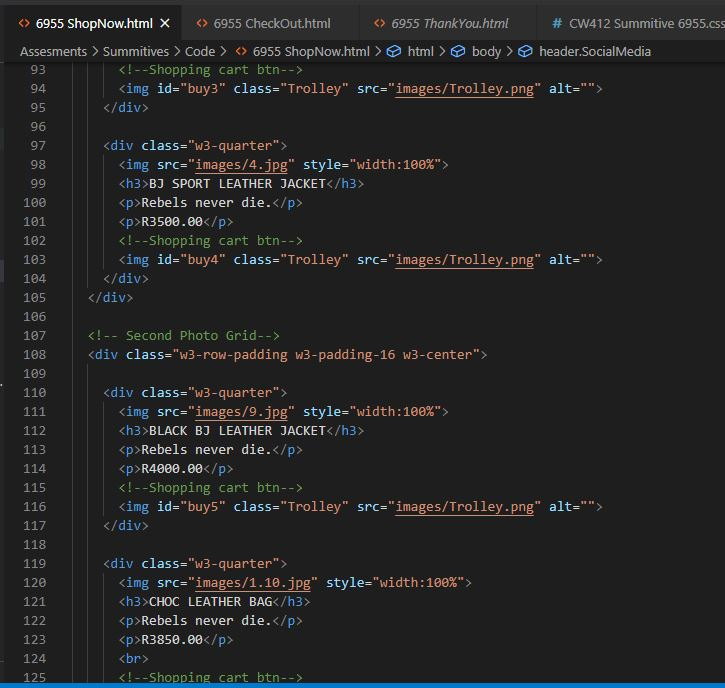 6955 ShopNow.html 6955 CheckOut.html 6955 ThankYou.html # CW412 Summitive 6955.css
Assesments > Summitives > Code > 6955 ShopNow.html > html > body > header.SocialMedia
93 <!--Shopping cart btn-->
94 <img id="buy3" class="Trolley" src="images/Trolley.png" alt="">
95 </div>
96
97 <div class="w3-quarter">
98 <img src="images/4.jpg" style="width:100%">
99 <h3>BJ SPORT LEATHER JACKET</h3>
100 <p>Rebels never die.</p>
101 <p>R3500.00</p>
102 <!--Shopping cart btn-->
103 <img id="buy4" class="Trolley" src="images/Trolley.png" alt="">
104 </div>
105 </div>
106
107 <!-- Second Photo Grid-->
108 <div class="w3-row-padding w3-padding-16 w3-center">
109
110 <div class="w3-quarter">
111 <img src="images/9.jpg" style="width:100%">
112 <h3>BLACK BJ LEATHER JACKET</h3>
113 <p>Rebels never die.</p>
114 <p>R4000.00</p>
115 <!--Shopping cart btn-->
116 <img id="buy5" class="Trolley" src="images/Trolley.png" alt="">
117 </div>
118
119 <div class="w3-quarter">
120 <img src="images/1.10.jpg" style="width:100%">
121 <h3>CHOC LEATHER BAG</h3>
122 <p>Rebels never die.</p>
123 <p>R3850.00</p>
124 <br>
125 <!--Shopping cart btn-->